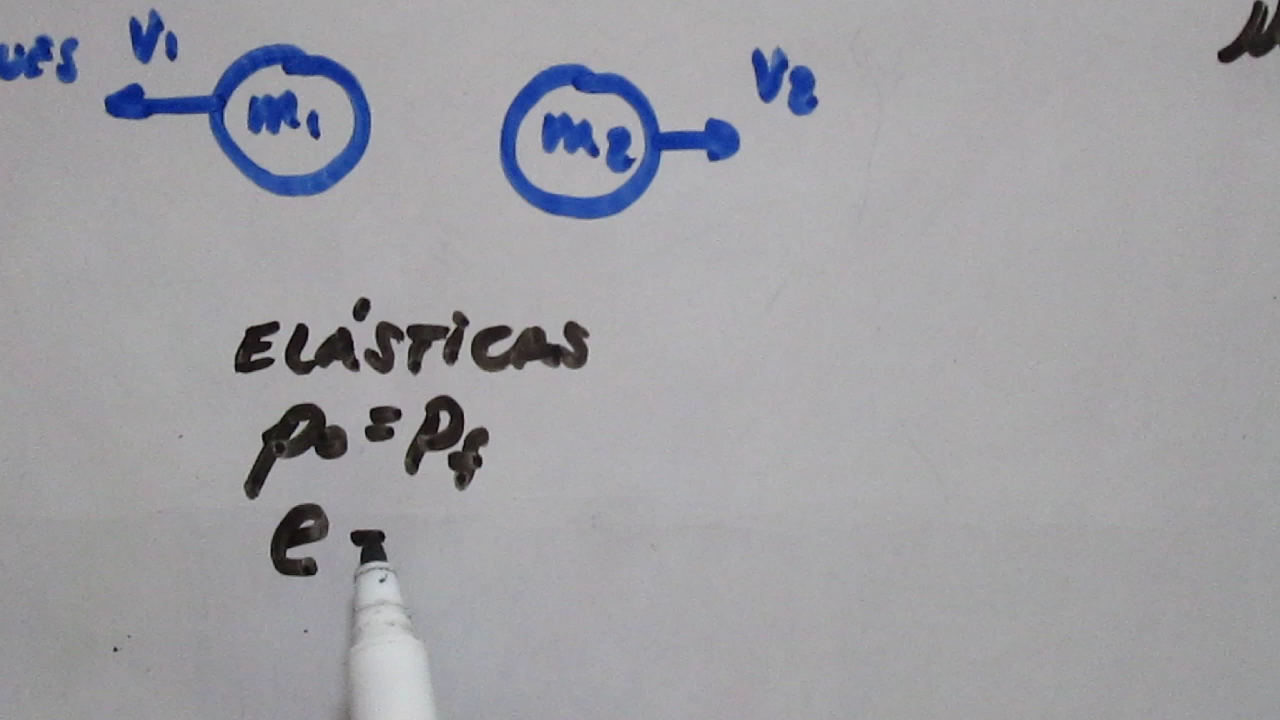 V1 m1 m2 V2
ELÁSTICAS
po = pf
e =